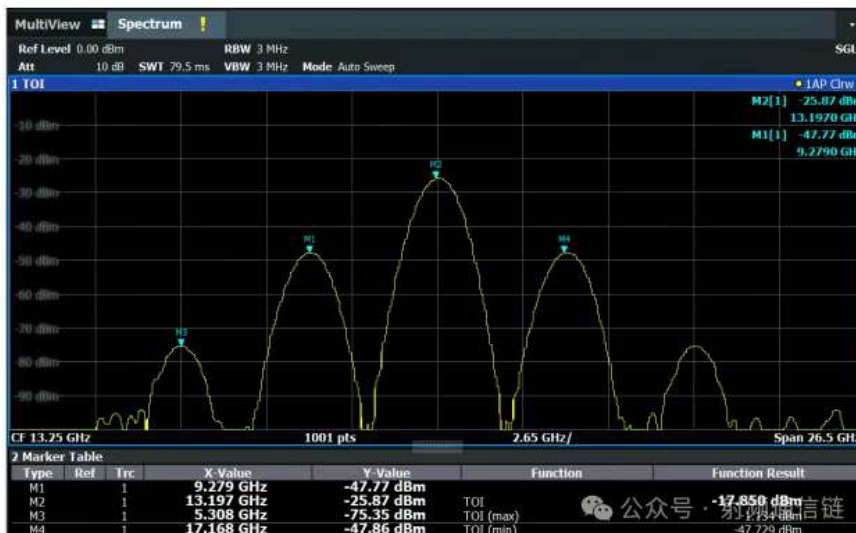 MultiView Spectrum !
Ref Level 0.00 dBm RBW 3 MHz SGL
Att 10 dB SWT 79.5 ms VBW 3 MHz Mode Auto Sweep
1 TOI 1AP Clrw
M2[1] -25.87 dBm
13.1970 GHz
M1[1] -47.77 dBm
9.2790 GHz
-10 dBm
-20 dBm
-30 dBm
-40 dBm
-50 dBm
-60 dBm
-70 dBm
-80 dBm
-90 dBm
M2
M1
M4
M3
CF 13.25 GHz 1001 pts 2.65 GHz/ Span 26.5 GHz
2 Marker Table
Type Ref Trc X-Value Y-Value Function Function Result
M1 1 9.279 GHz -47.77 dBm
M2 1 13.197 GHz -25.87 dBm TOI -17.850 dBm
M3 1 5.308 GHz -75.35 dBm TOI (max) dBm
M4 1 17.168 GHz -47.86 dBm TOI (min) -47.729 dBm
公众号 · 射频通信链